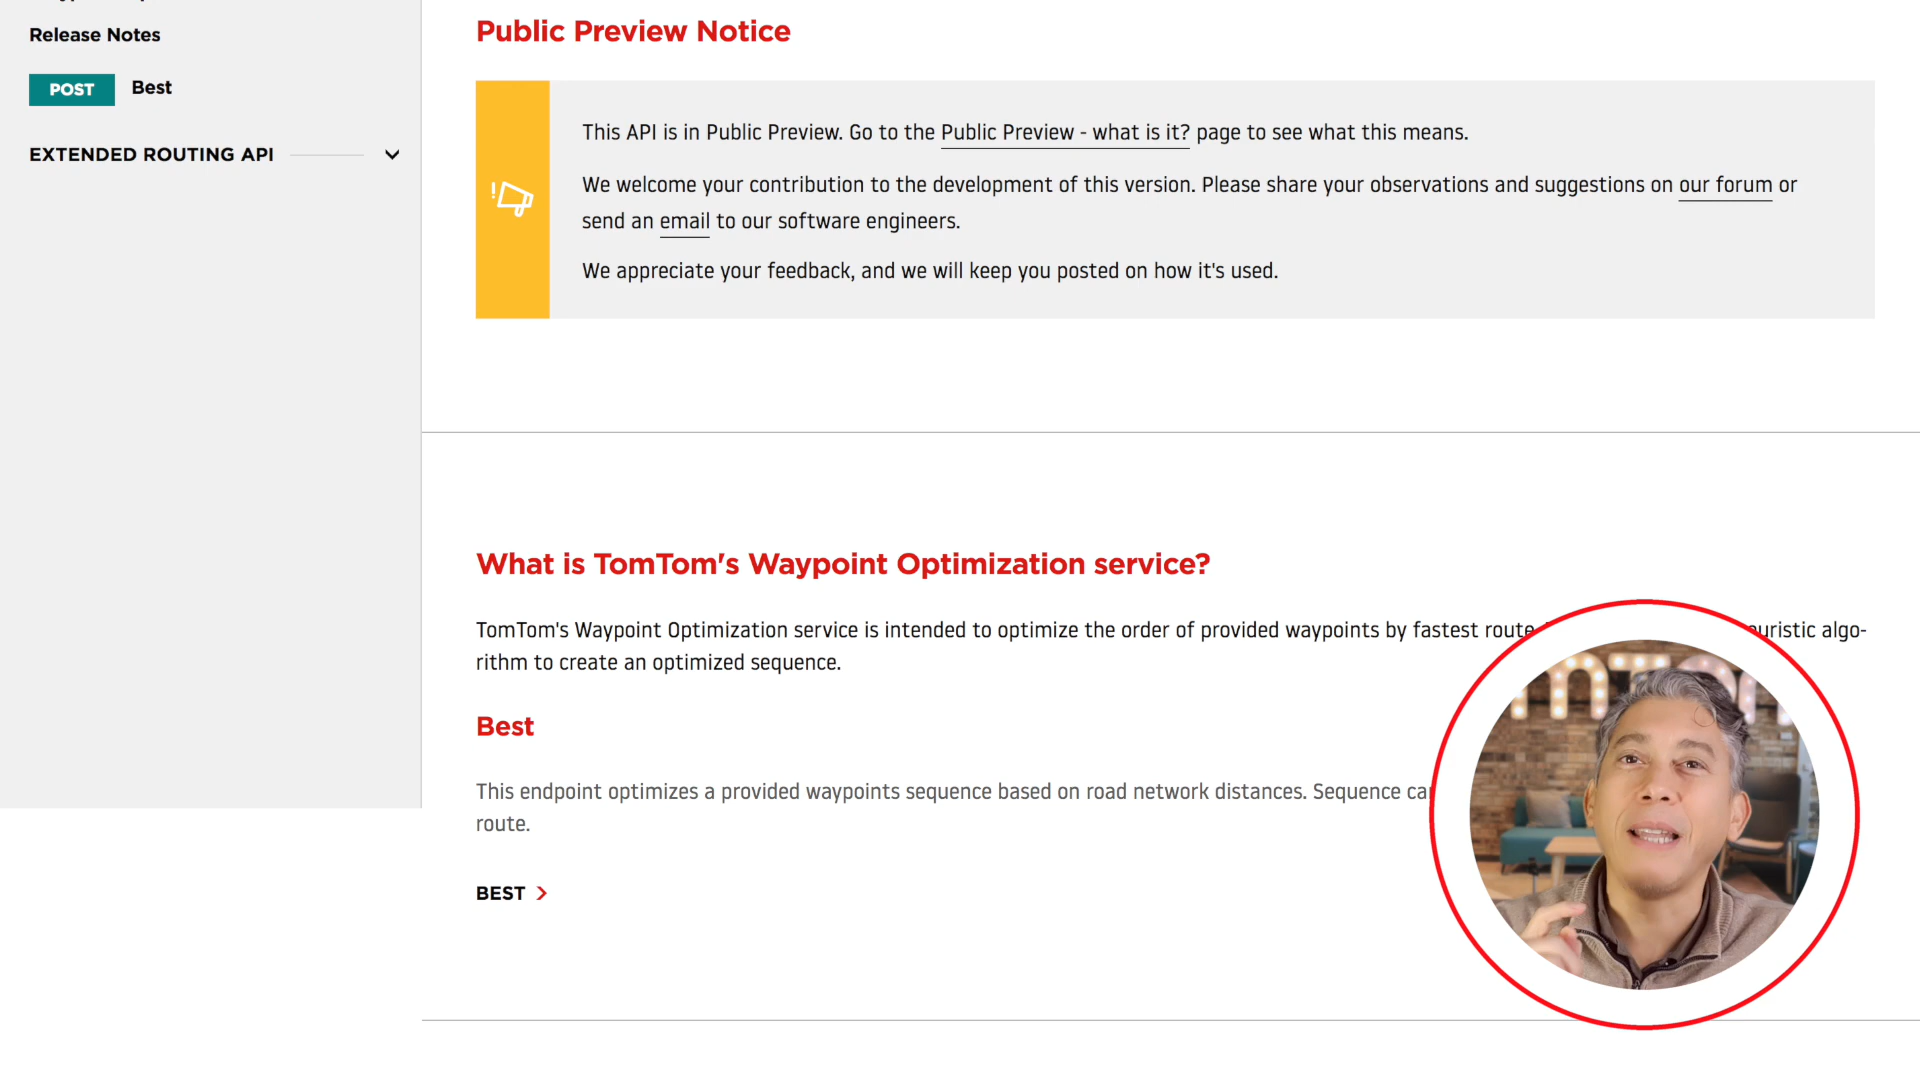 Release Notes
POST Best
EXTENDED ROUTING API
Public Preview Notice
This API is in Public Preview. Go to the Public Preview - what is it? page to see what this means.
We welcome your contribution to the development of this version. Please share your observations and suggestions on our forum or
send an email to our software engineers.
We appreciate your feedback, and we will keep you posted on how it's used.
What is TomTom's Waypoint Optimization service?
TomTom's Waypoint Optimization service is intended to optimize the order of provided waypoints by fastest route algo-
rithm to create an optimized sequence.
Best
This endpoint optimizes a provided waypoints sequence based on road network distances. Sequence
route.
BEST